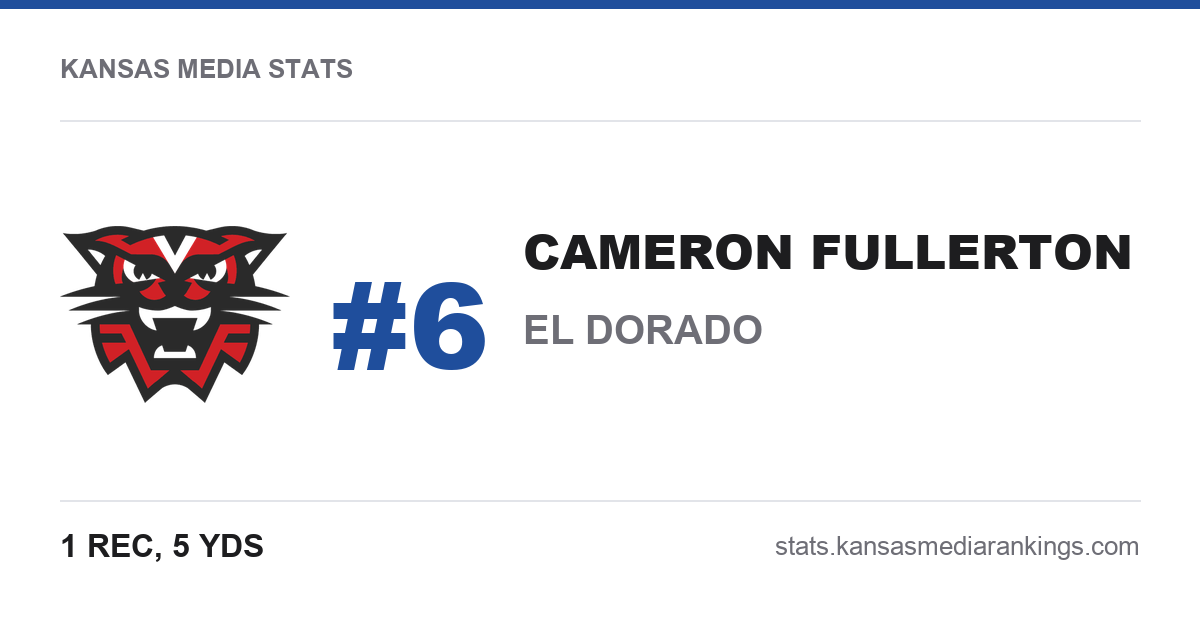 KANSAS MEDIA STATS
#6
CAMERON FULLERTON
EL DORADO
1 REC, 5 YDS
stats.kansasmediarankings.com